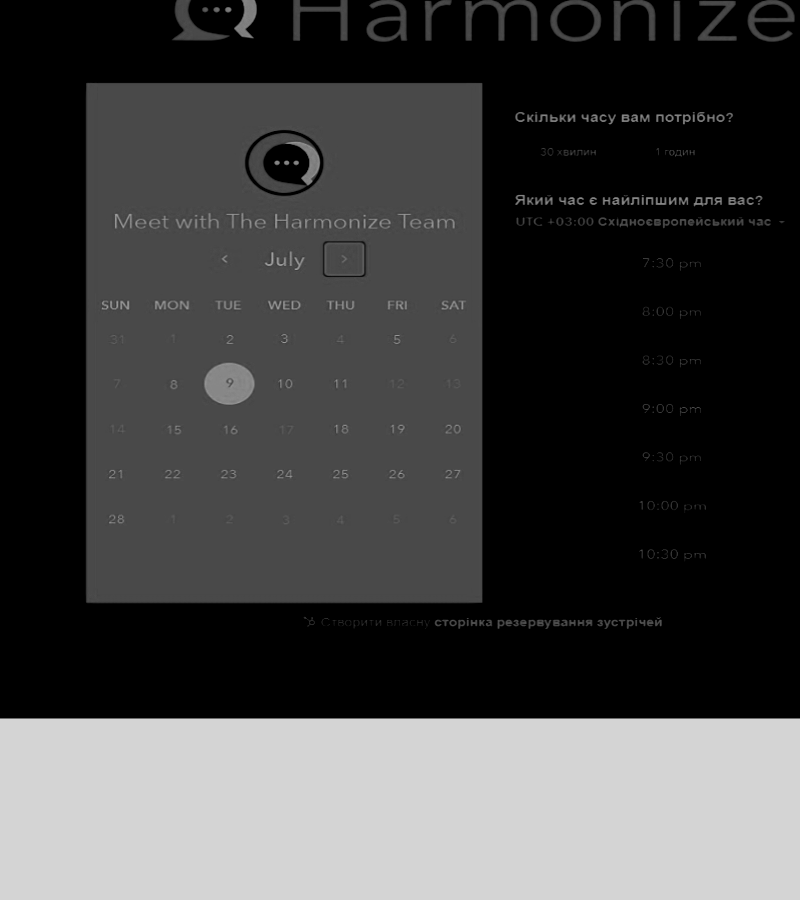 Harmonize
Meet with The Harmonize Team
July
SUN MON TUE WED THU FRI SAT
31 1 2 3 4 5 6
7 8 9 10 11 12 13
14 15 16 17 18 19 20
21 22 23 24 25 26 27
28 1 2 3 4 5 6
Скільки часу вам потрібно?
30 хвилин 1 годин
Який час є найліпшим для вас?
UTC +03:00 Східноєвропейський час
7:30 pm
8:00 pm
8:30 pm
9:00 pm
9:30 pm
10:00 pm
10:30 pm
Створити власну сторінка резервування зустрічей